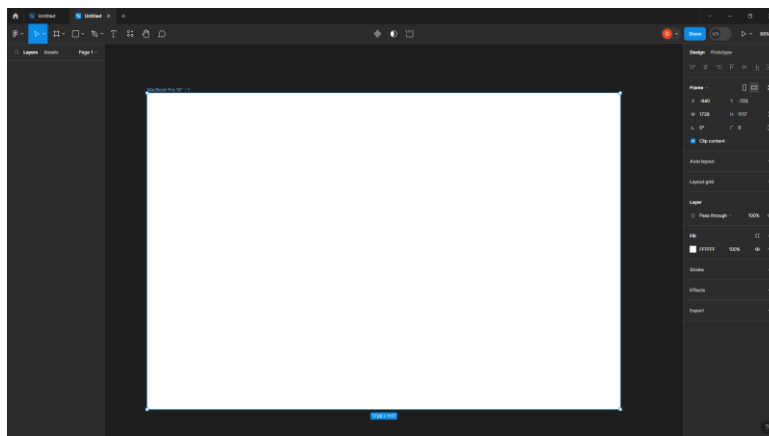 Untitled
Untitled
Share
Layers Assets Page 1
MacBook Pro 16" - 1
1728 × 1117
Design Prototype
Frame
X -840 Y -705
W 1728 H 1117
0° 0
Clip content
Auto layout
Layout grid
Layer
Pass through 100%
Fill
FFFFFF 100%
Stroke
Effects
Export